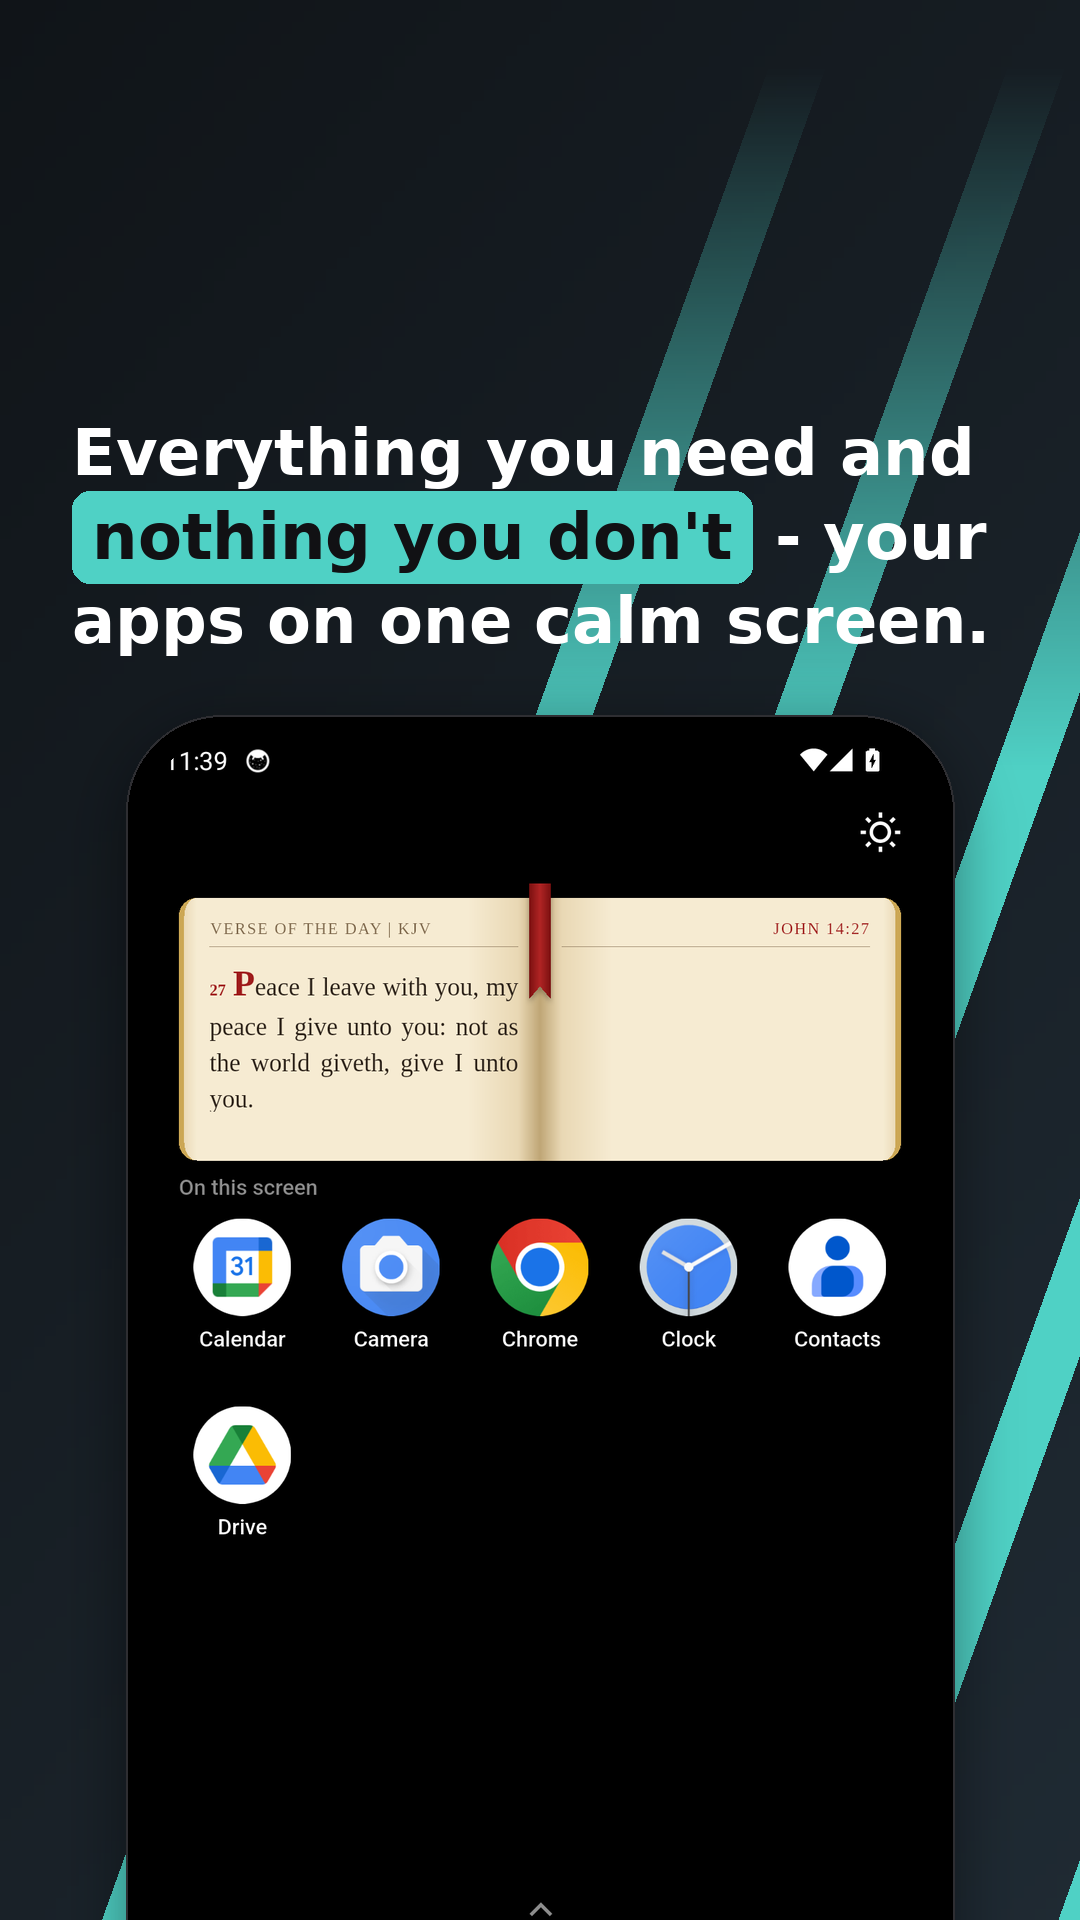 Everything you need and
nothing you don't - your
apps on one calm screen.
11:39
VERSE OF THE DAY | KJV
JOHN 14:27
27 Peace I leave with you, my
peace I give unto you: not as
the world giveth, give I unto
you.
On this screen
31
Calendar
Camera
Chrome
Clock
Contacts
Drive